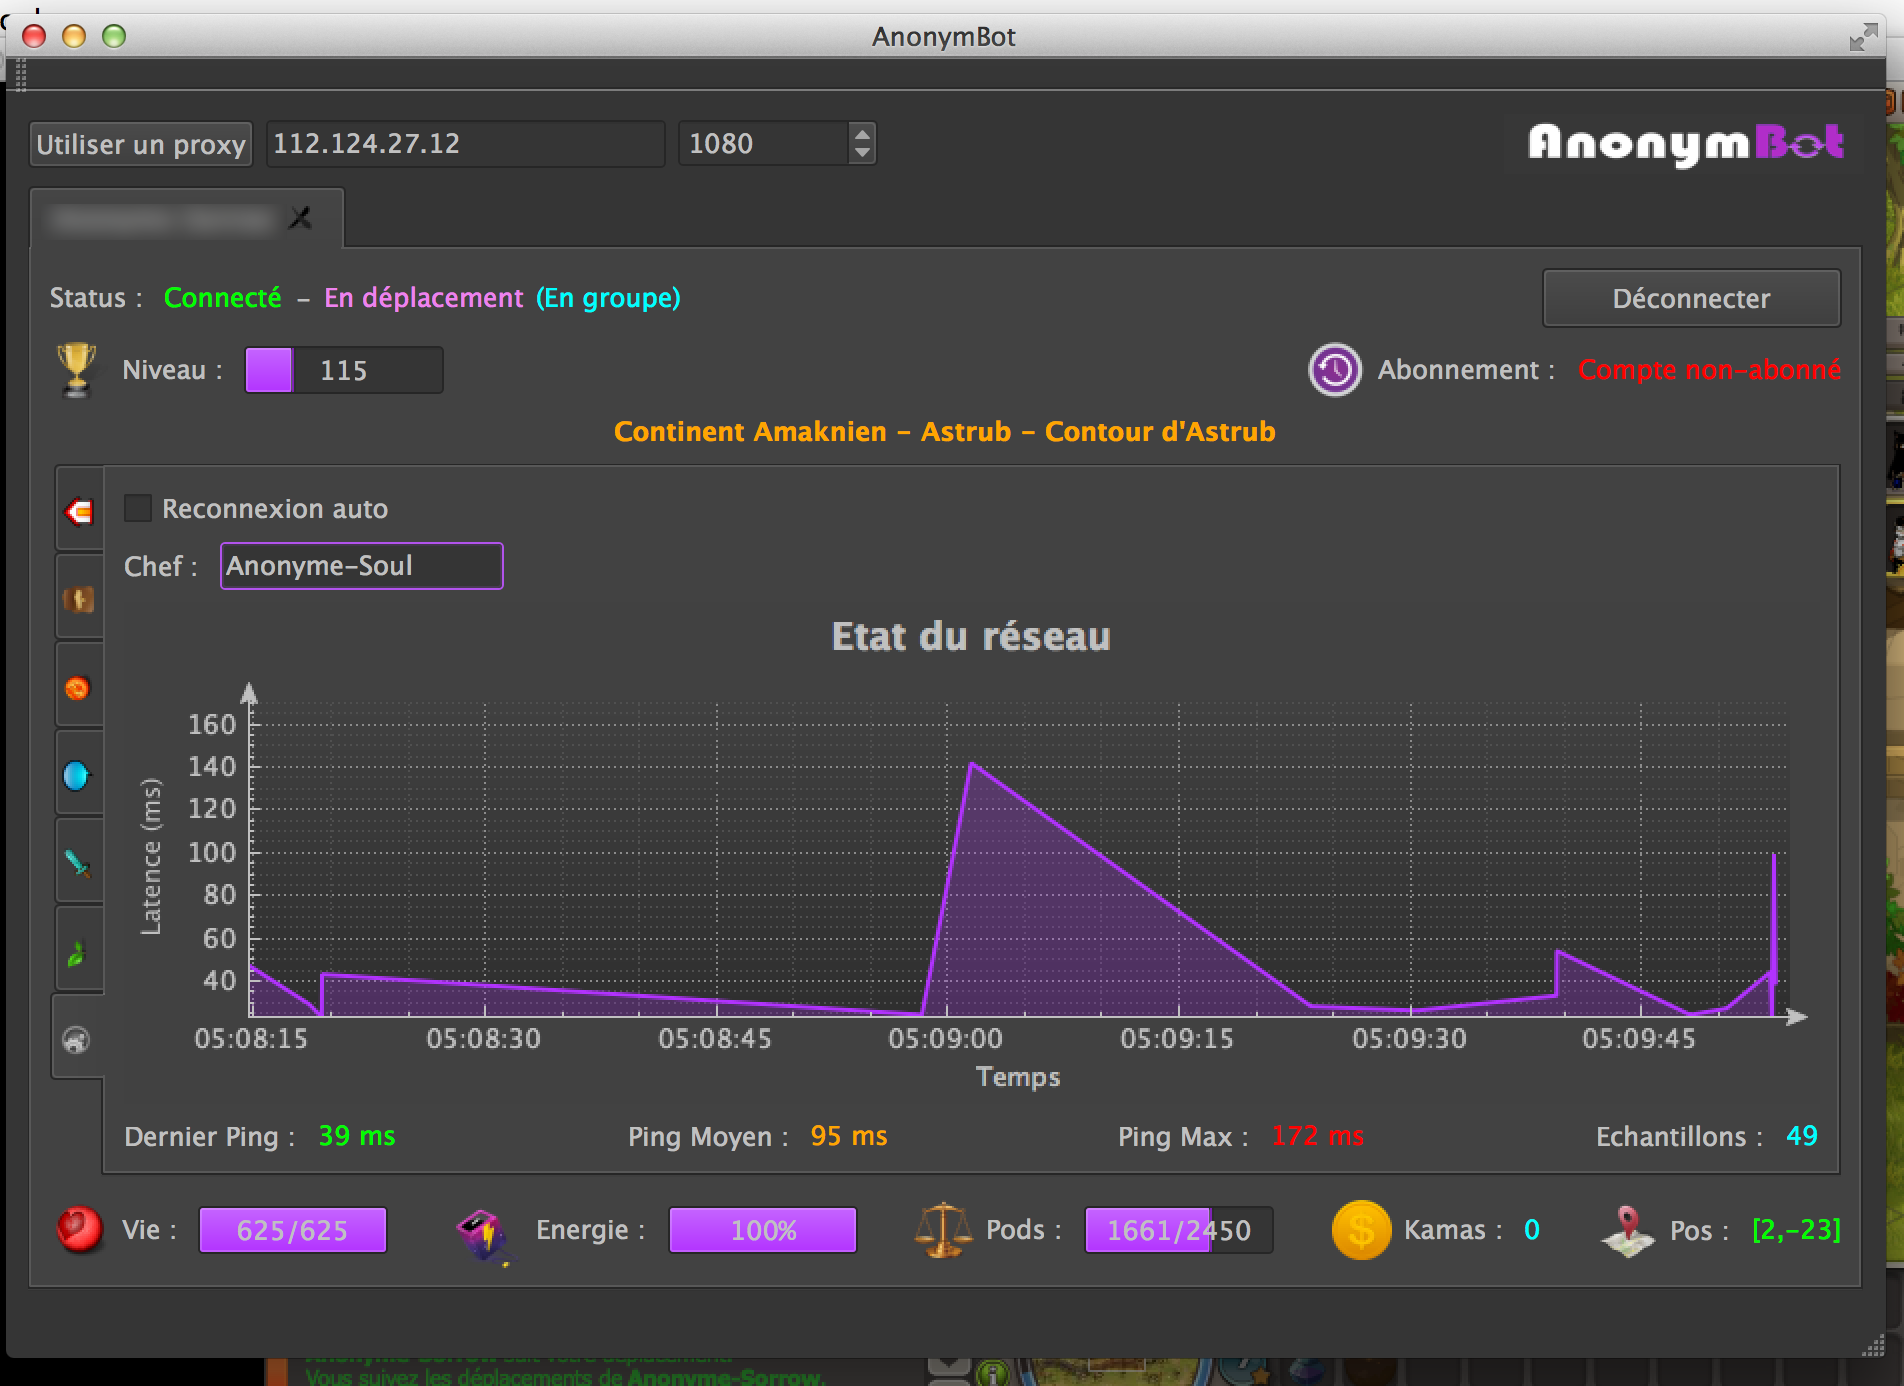 AnonymBot
Utiliser un proxy 112.124.27.12 1080 AnonymBot
Status : Connecté - En déplacement (En groupe) Déconnecter
Niveau : 115 Abonnement : Compte non-abonné
Continent Amaknien - Astrub - Contour d'Astrub
Reconnexion auto
Chef : Anonyme-Soul
Etat du réseau
160
140
120
100
80
60
40
Latence (ms)
05:08:15 05:08:30 05:08:45 05:09:00 05:09:15 05:09:30 05:09:45
Temps
Dernier Ping : 39 ms Ping Moyen : 95 ms Ping Max : 172 ms Echantillons : 49
Vie : 625/625 Energie : 100% Pods : 1661/2450 Kamas : 0 Pos : [2,-23]
Anonyme-Sorrow suit votre déplacement.
Vous suivez les déplacements de Anonyme-Sorrow.